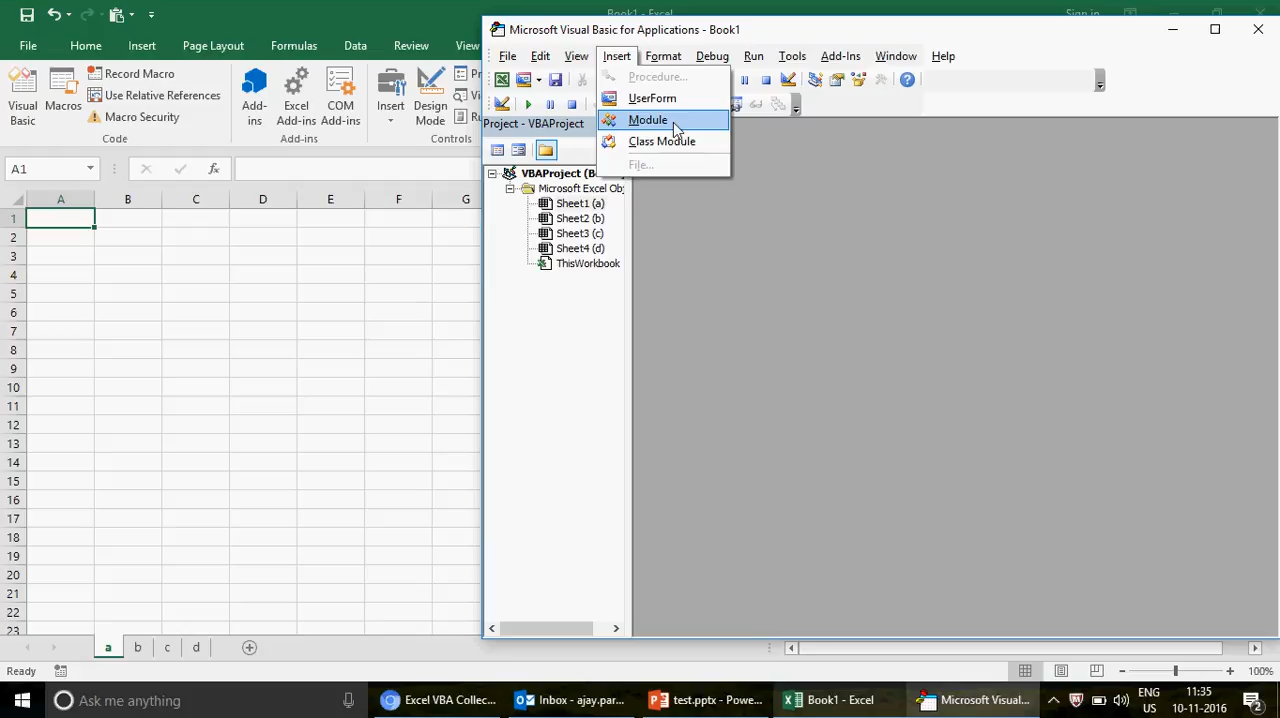 Book1 - Excel
Sign in
File Home Insert Page Layout Formulas Data Review
Visual Basic
Macros
Record Macro
Use Relative References
Macro Security
Code
Add-ins
Excel Add-ins
COM Add-ins
Add-ins
Insert
Design Mode
Controls
A1
fx
A B C D E F G
1
2
3
4
5
6
7
8
9
10
11
12
13
14
15
16
17
18
19
20
21
22
23
a b c d
Ready
100%
Microsoft Visual Basic for Applications - Book1
File Edit View Insert Format Debug Run Tools Add-Ins Window Help
Procedure...
UserForm
Module
Class Module
File...
Project - VBAProject
VBAProject (B
Microsoft Excel Obj
Sheet1 (a)
Sheet2 (b)
Sheet3 (c)
Sheet4 (d)
ThisWorkbook
Ask me anything
Excel VBA Collec...
Inbox - ajay.par...
test.pptx - Powe...
Book1 - Excel
Microsoft Visual...
ENG
US
11:35
10-11-2016
2